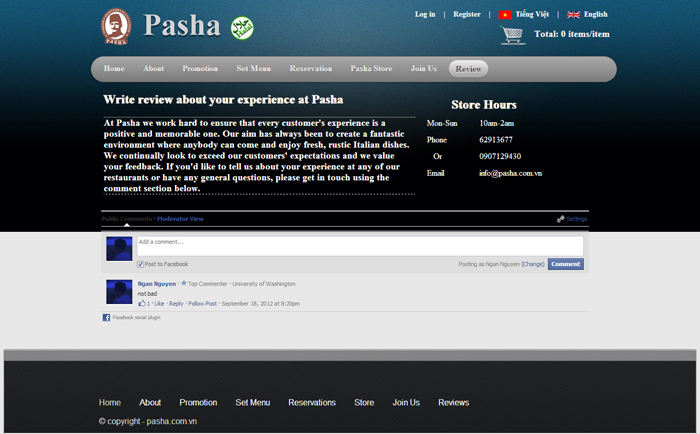 PASHA
Pasha
Halal
Log in | Register | Tiếng Việt | English
Total: 0 items/item
Home About Promotion Set Menu Reservation Pasha Store Join Us Review
Write review about your experience at Pasha
At Pasha we work hard to ensure that every customer's experience is a
positive and memorable one. Our aim has always been to create a fantastic
environment where anybody can come and enjoy fresh, rustic Italian dishes.
We continually look to exceed our customers' expectations and we value
your feedback. If you'd like to tell us about your experience at any of our
restaurants or have any general questions, please get in touch using the
comment section below.
Store Hours
Mon-Sun 10am-2am
Phone 62913677
Or 0907129430
Email info@pasha.com.vn
Public Comments · Moderator View
Settings
Add a comment...
Post to Facebook
Posting as Ngan Nguyen (Change)
Comment
Ngan Nguyen · Top Commenter · University of Washington
not bad
1 · Like · Reply · Follow Post · September 18, 2012 at 8:20pm
Facebook social plugin
Home About Promotion Set Menu Reservations Store Join Us Reviews
© copyright - pasha.com.vn